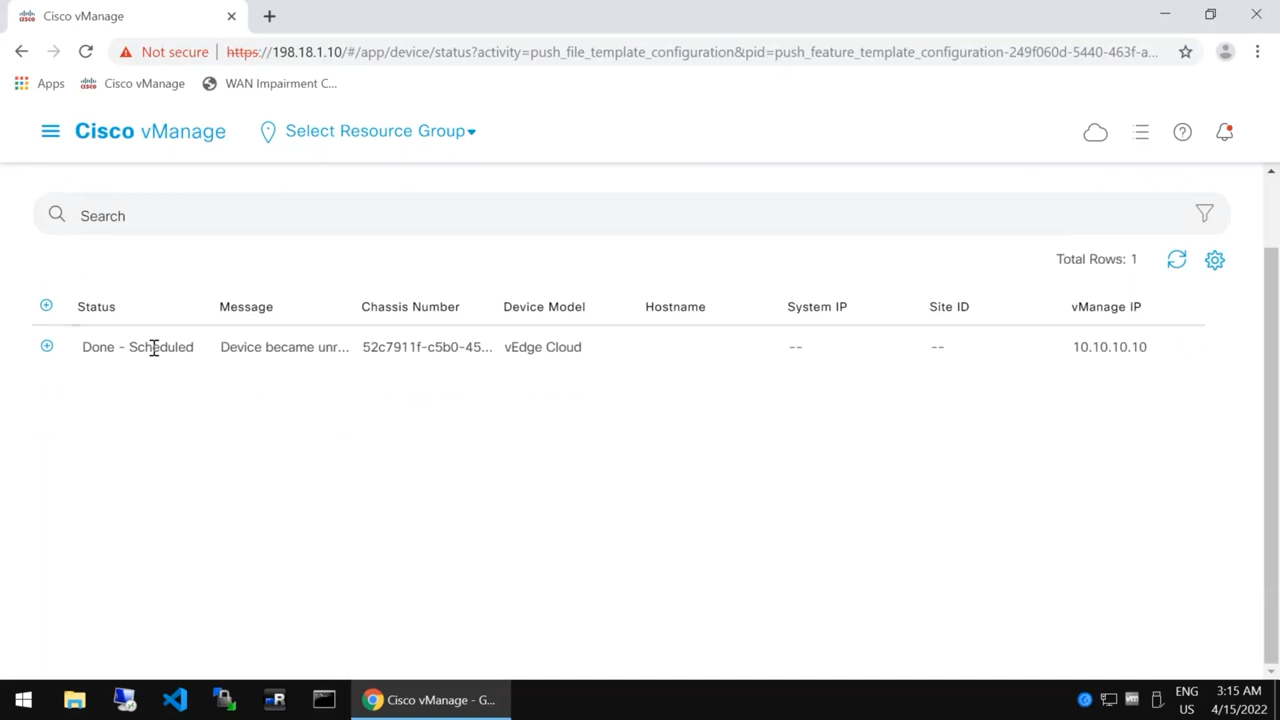 Cisco vManage
Not secure | https://198.18.1.10/#/app/device/status?activity=push_file_template_configuration&pid=push_feature_template_configuration-249f060d-5440-463f-a...
Apps Cisco vManage WAN Impairment C...
Cisco vManage Select Resource Group
Search
Total Rows: 1
Status Message Chassis Number Device Model Hostname System IP Site ID vManage IP
Done - Scheduled Device became unr... 52c7911f-c5b0-45... vEdge Cloud -- -- 10.10.10.10
Cisco vManage - G...
ENG
US
3:15 AM
4/15/2022